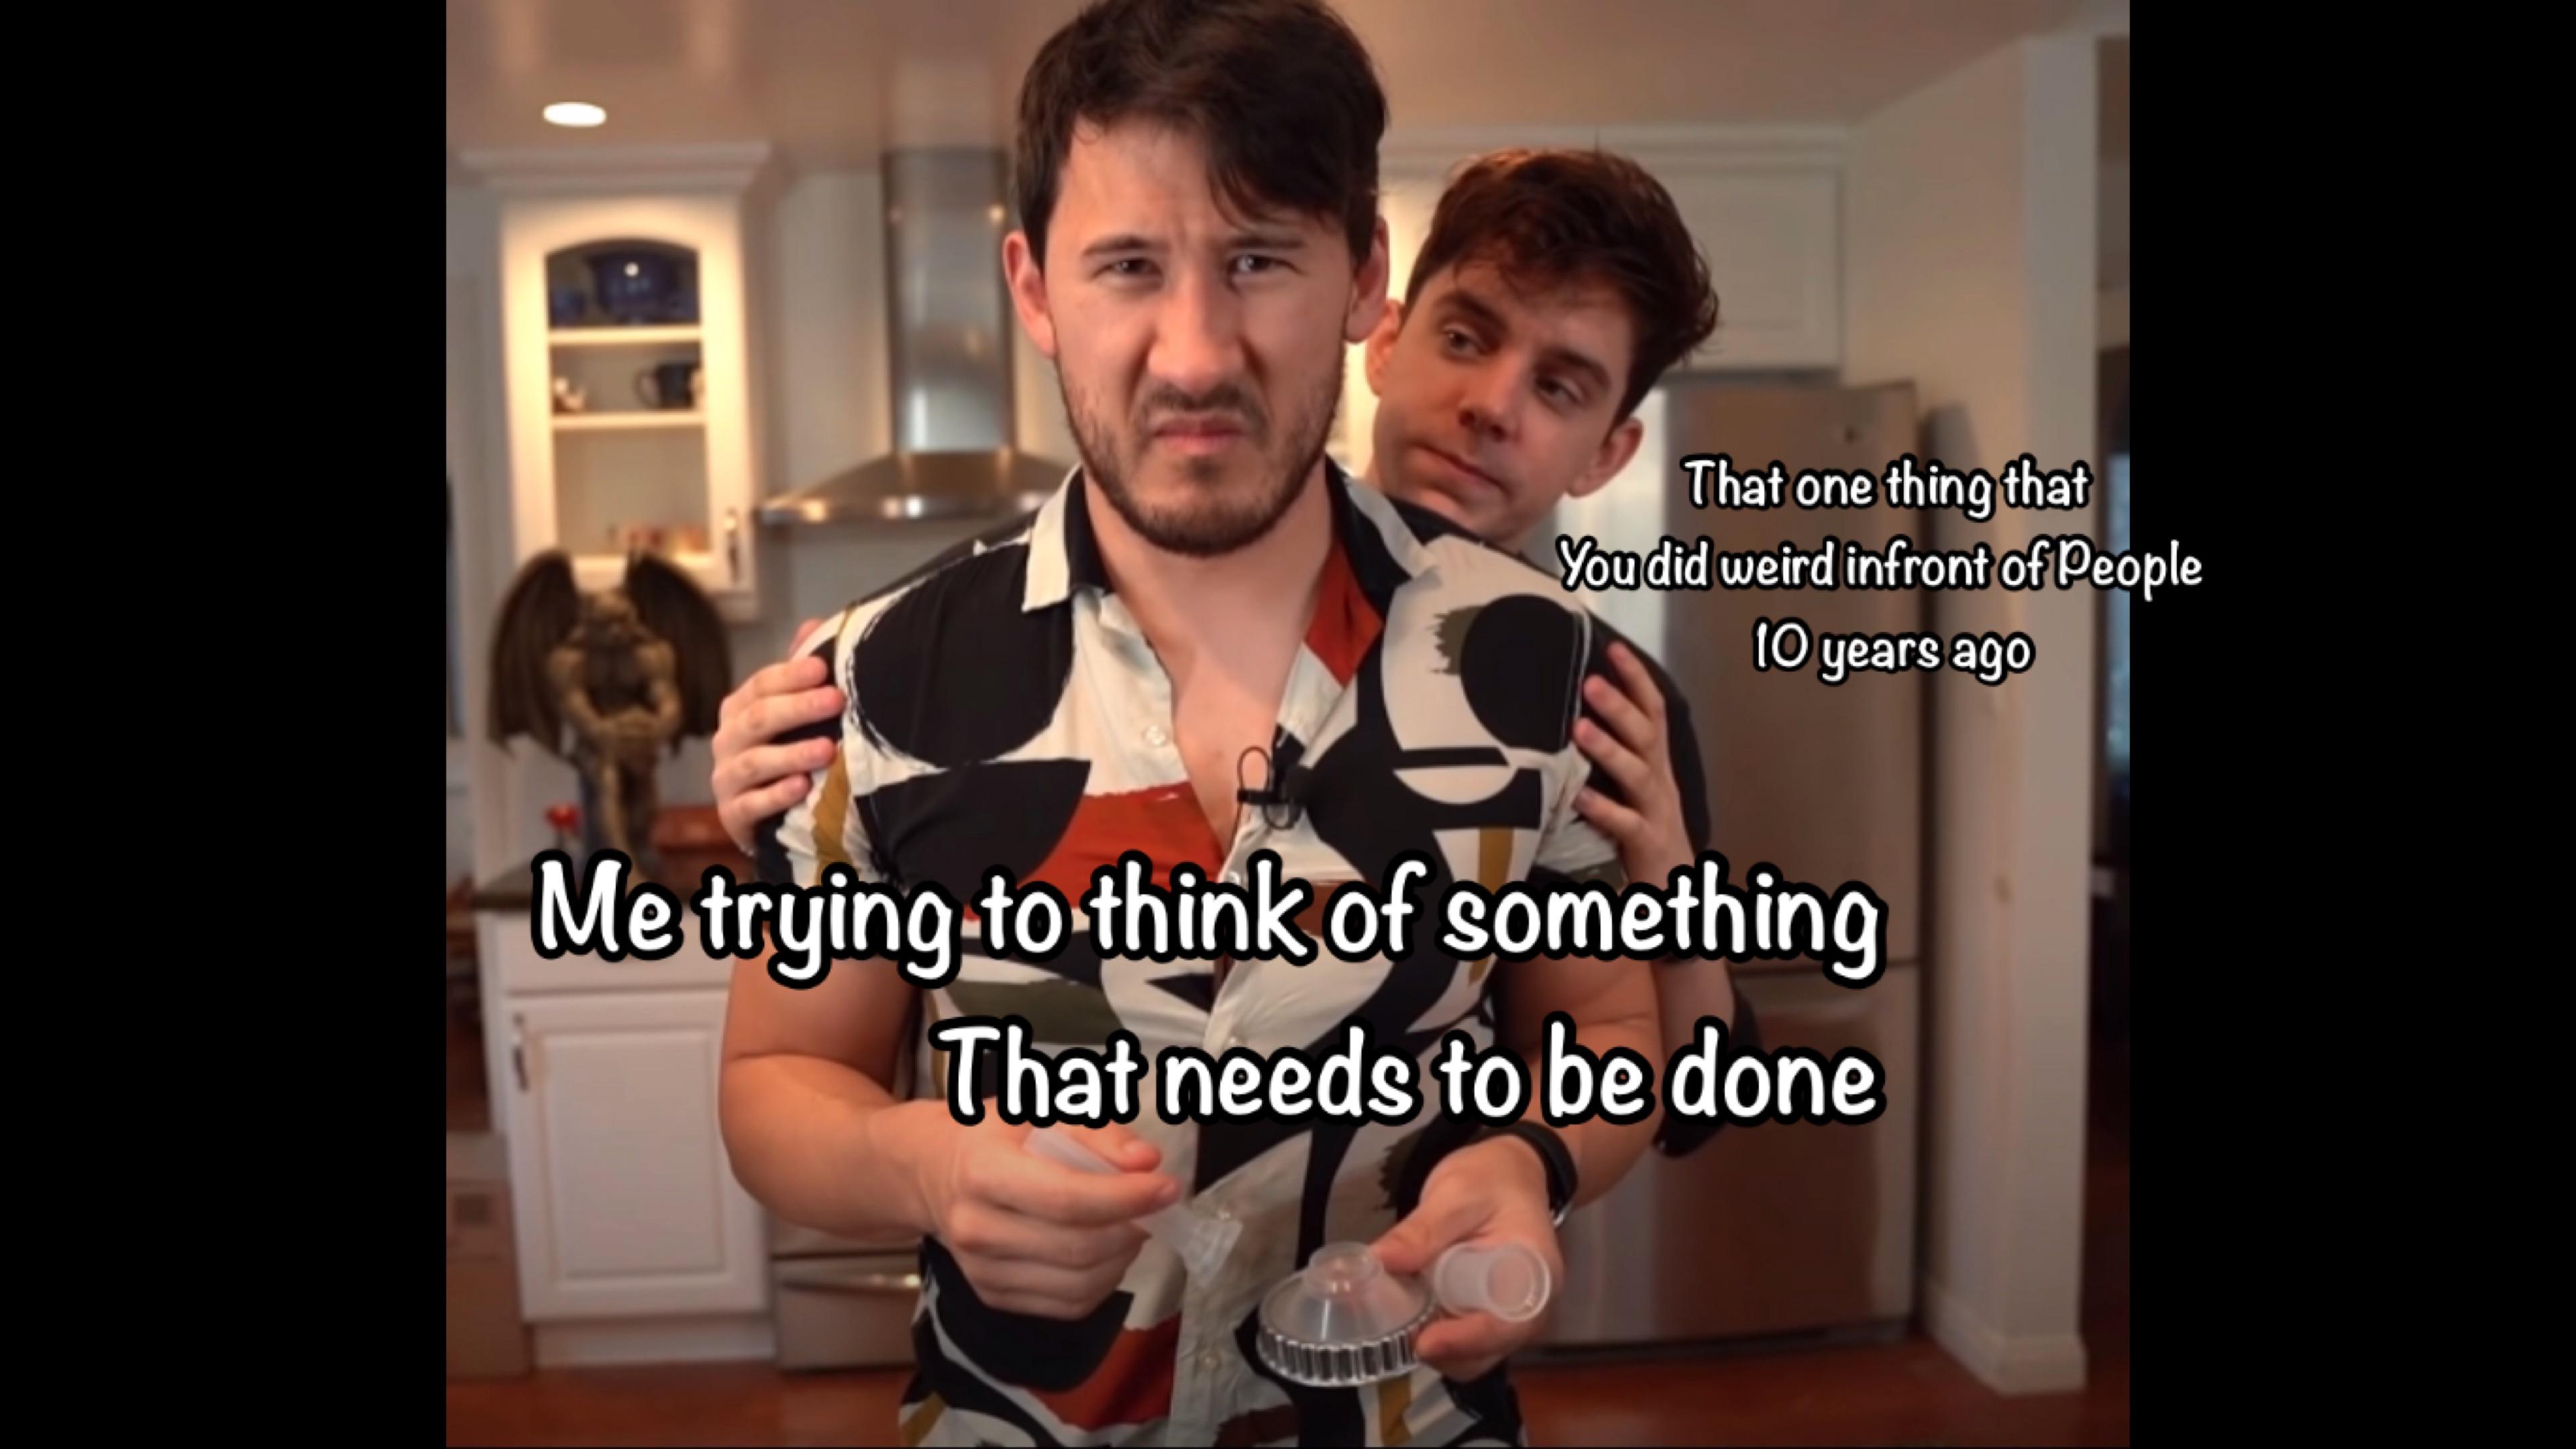 That one thing that
You did weird infront of People
10 years ago
Me trying to think of something
That needs to be done